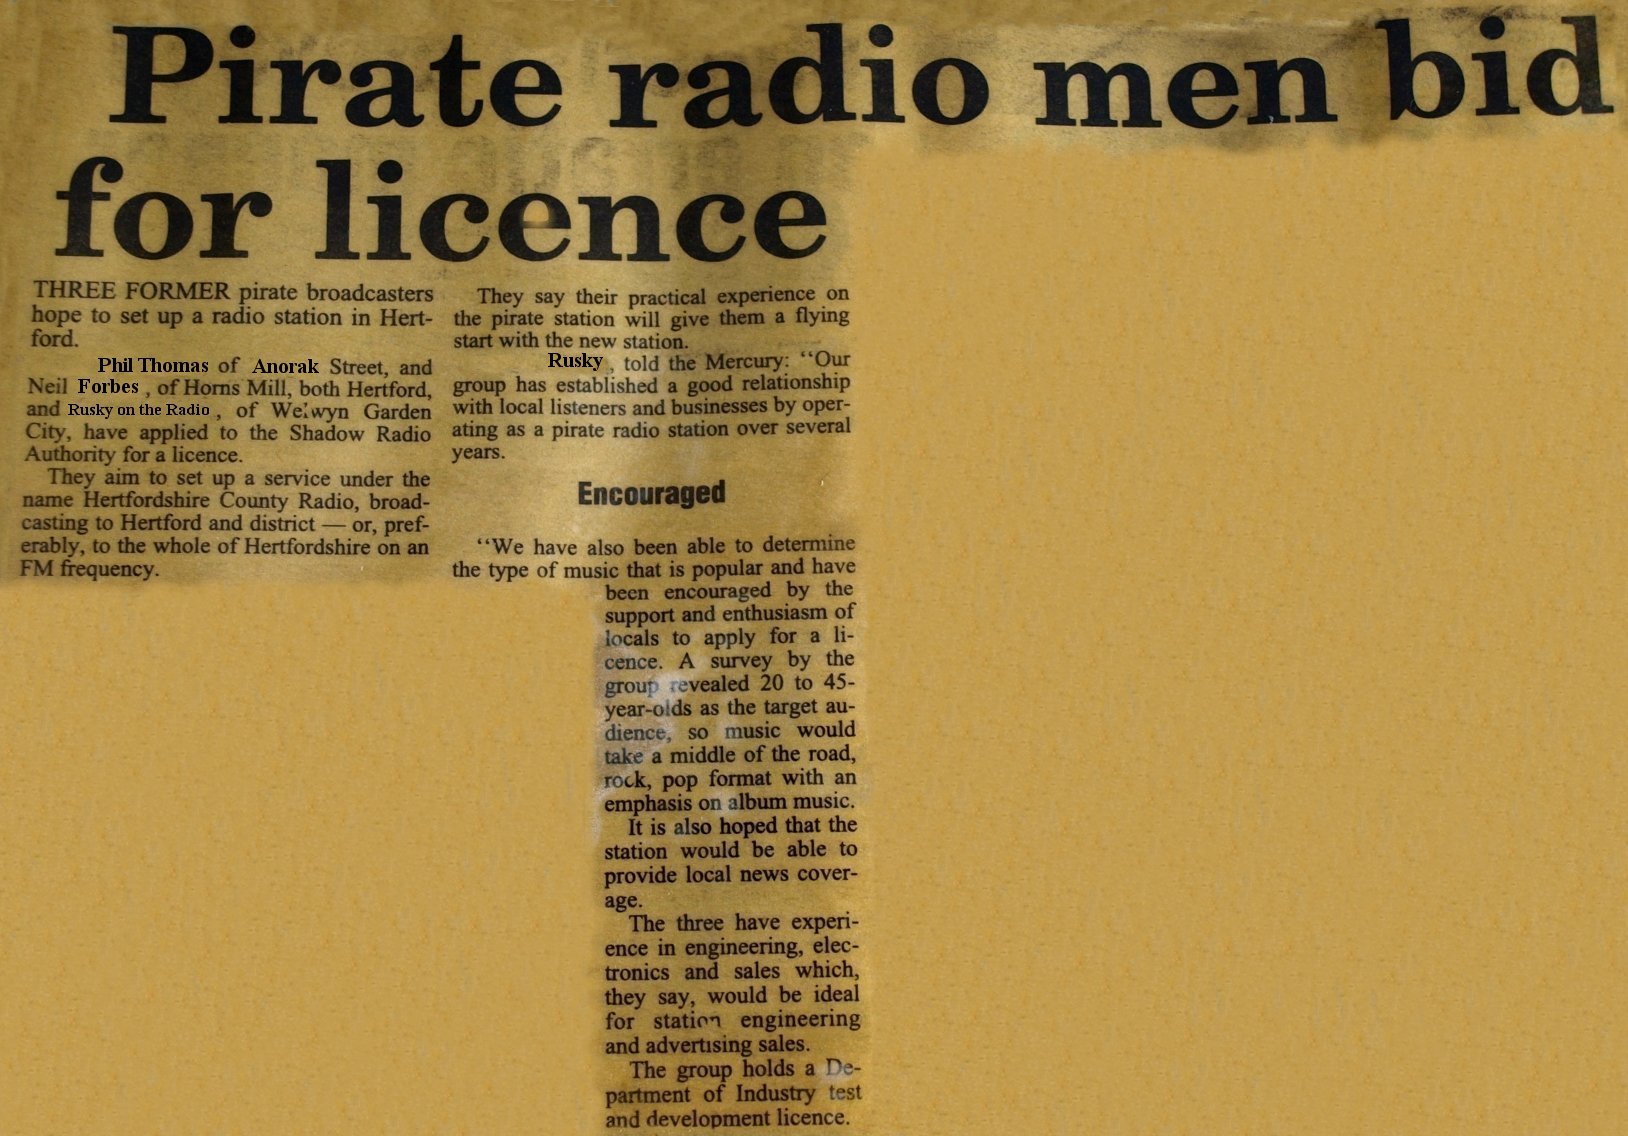 Pirate radio men bid
for licence
THREE FORMER pirate broadcasters
hope to set up a radio station in Hert-
ford.
Phil Thomas of Anorak Street, and
Neil Forbes , of Horns Mill, both Hertford,
and Rusky on the Radio , of Welwyn Garden
City, have applied to the Shadow Radio
Authority for a licence.
They aim to set up a service under the
name Hertfordshire County Radio, broad-
casting to Hertford and district — or, pref-
erably, to the whole of Hertfordshire on an
FM frequency.
They say their practical experience on
the pirate station will give them a flying
start with the new station.
Rusky , told the Mercury: “Our
group has established a good relationship
with local listeners and businesses by oper-
ating as a pirate radio station over several
years.
Encouraged
“We have also been able to determine
the type of music that is popular and have
been encouraged by the
support and enthusiasm of
locals to apply for a li-
cence. A survey by the
group revealed 20 to 45-
year-olds as the target au-
dience, so music would
take a middle of the road,
rock, pop format with an
emphasis on album music.
It is also hoped that the
station would be able to
provide local news cover-
age.
The three have experi-
ence in engineering, elec-
tronics and sales which,
they say, would be ideal
for station engineering
and advertising sales.
The group holds a De-
partment of Industry test
and development licence.